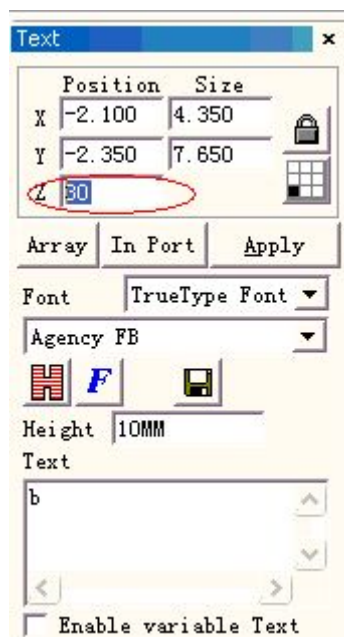 Text
Position Size
X -2.100 4.350
Y -2.350 7.650
Z 30
Array In Port Apply
Font TrueType Font
Agency FB
F
Height 10MM
Text
b
Enable variable Text